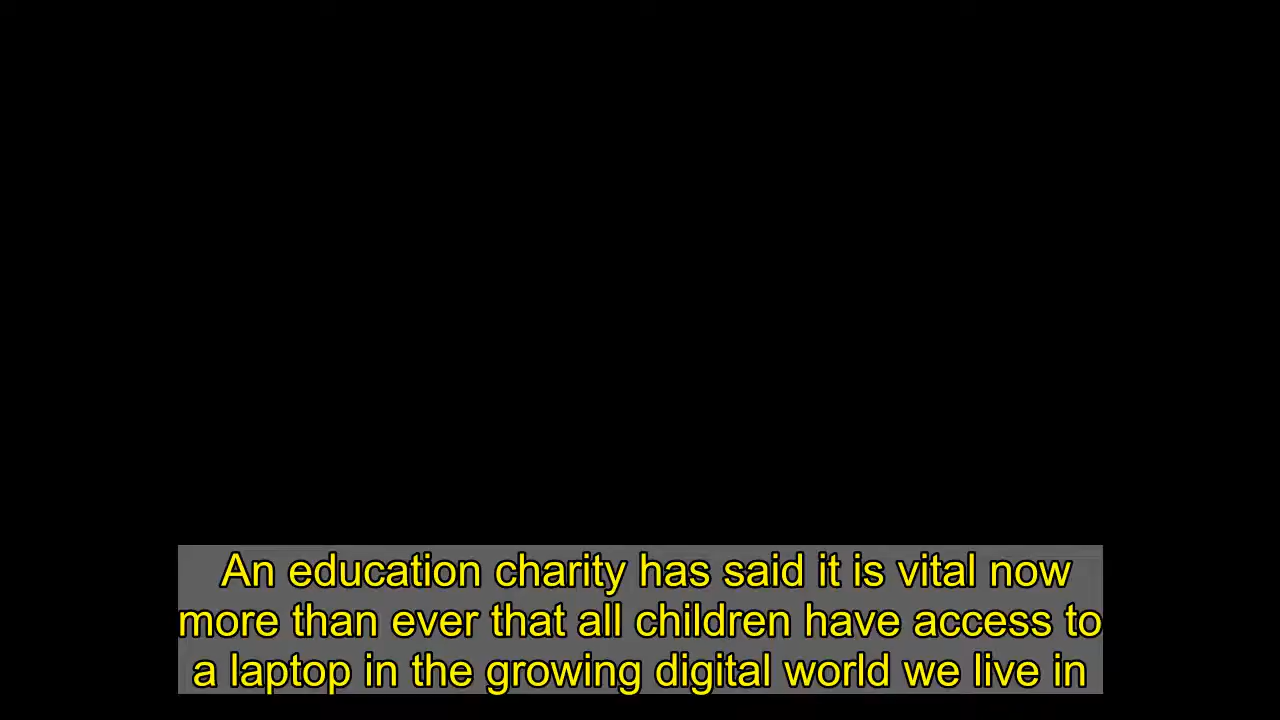 An education charity has said it is vital now
more than ever that all children have access to
a laptop in the growing digital world we live in